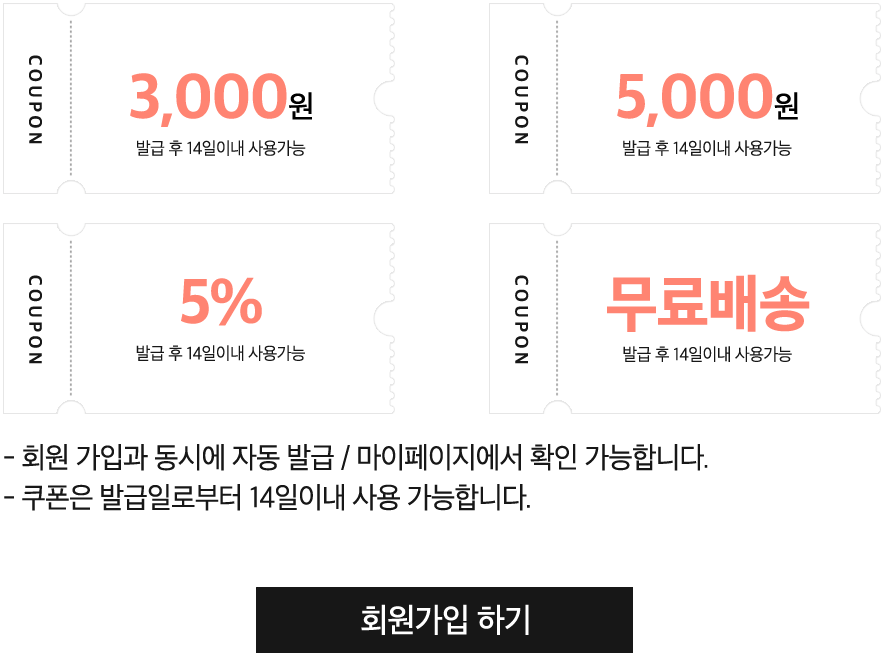 COUPON
3,000원
발급 후 14일이내 사용가능
COUPON
5,000원
발급 후 14일이내 사용가능
COUPON
5%
발급 후 14일이내 사용가능
COUPON
무료배송
발급 후 14일이내 사용가능
- 회원 가입과 동시에 자동 발급 / 마이페이지에서 확인 가능합니다.
- 쿠폰은 발급일로부터 14일이내 사용 가능합니다.
회원가입 하기